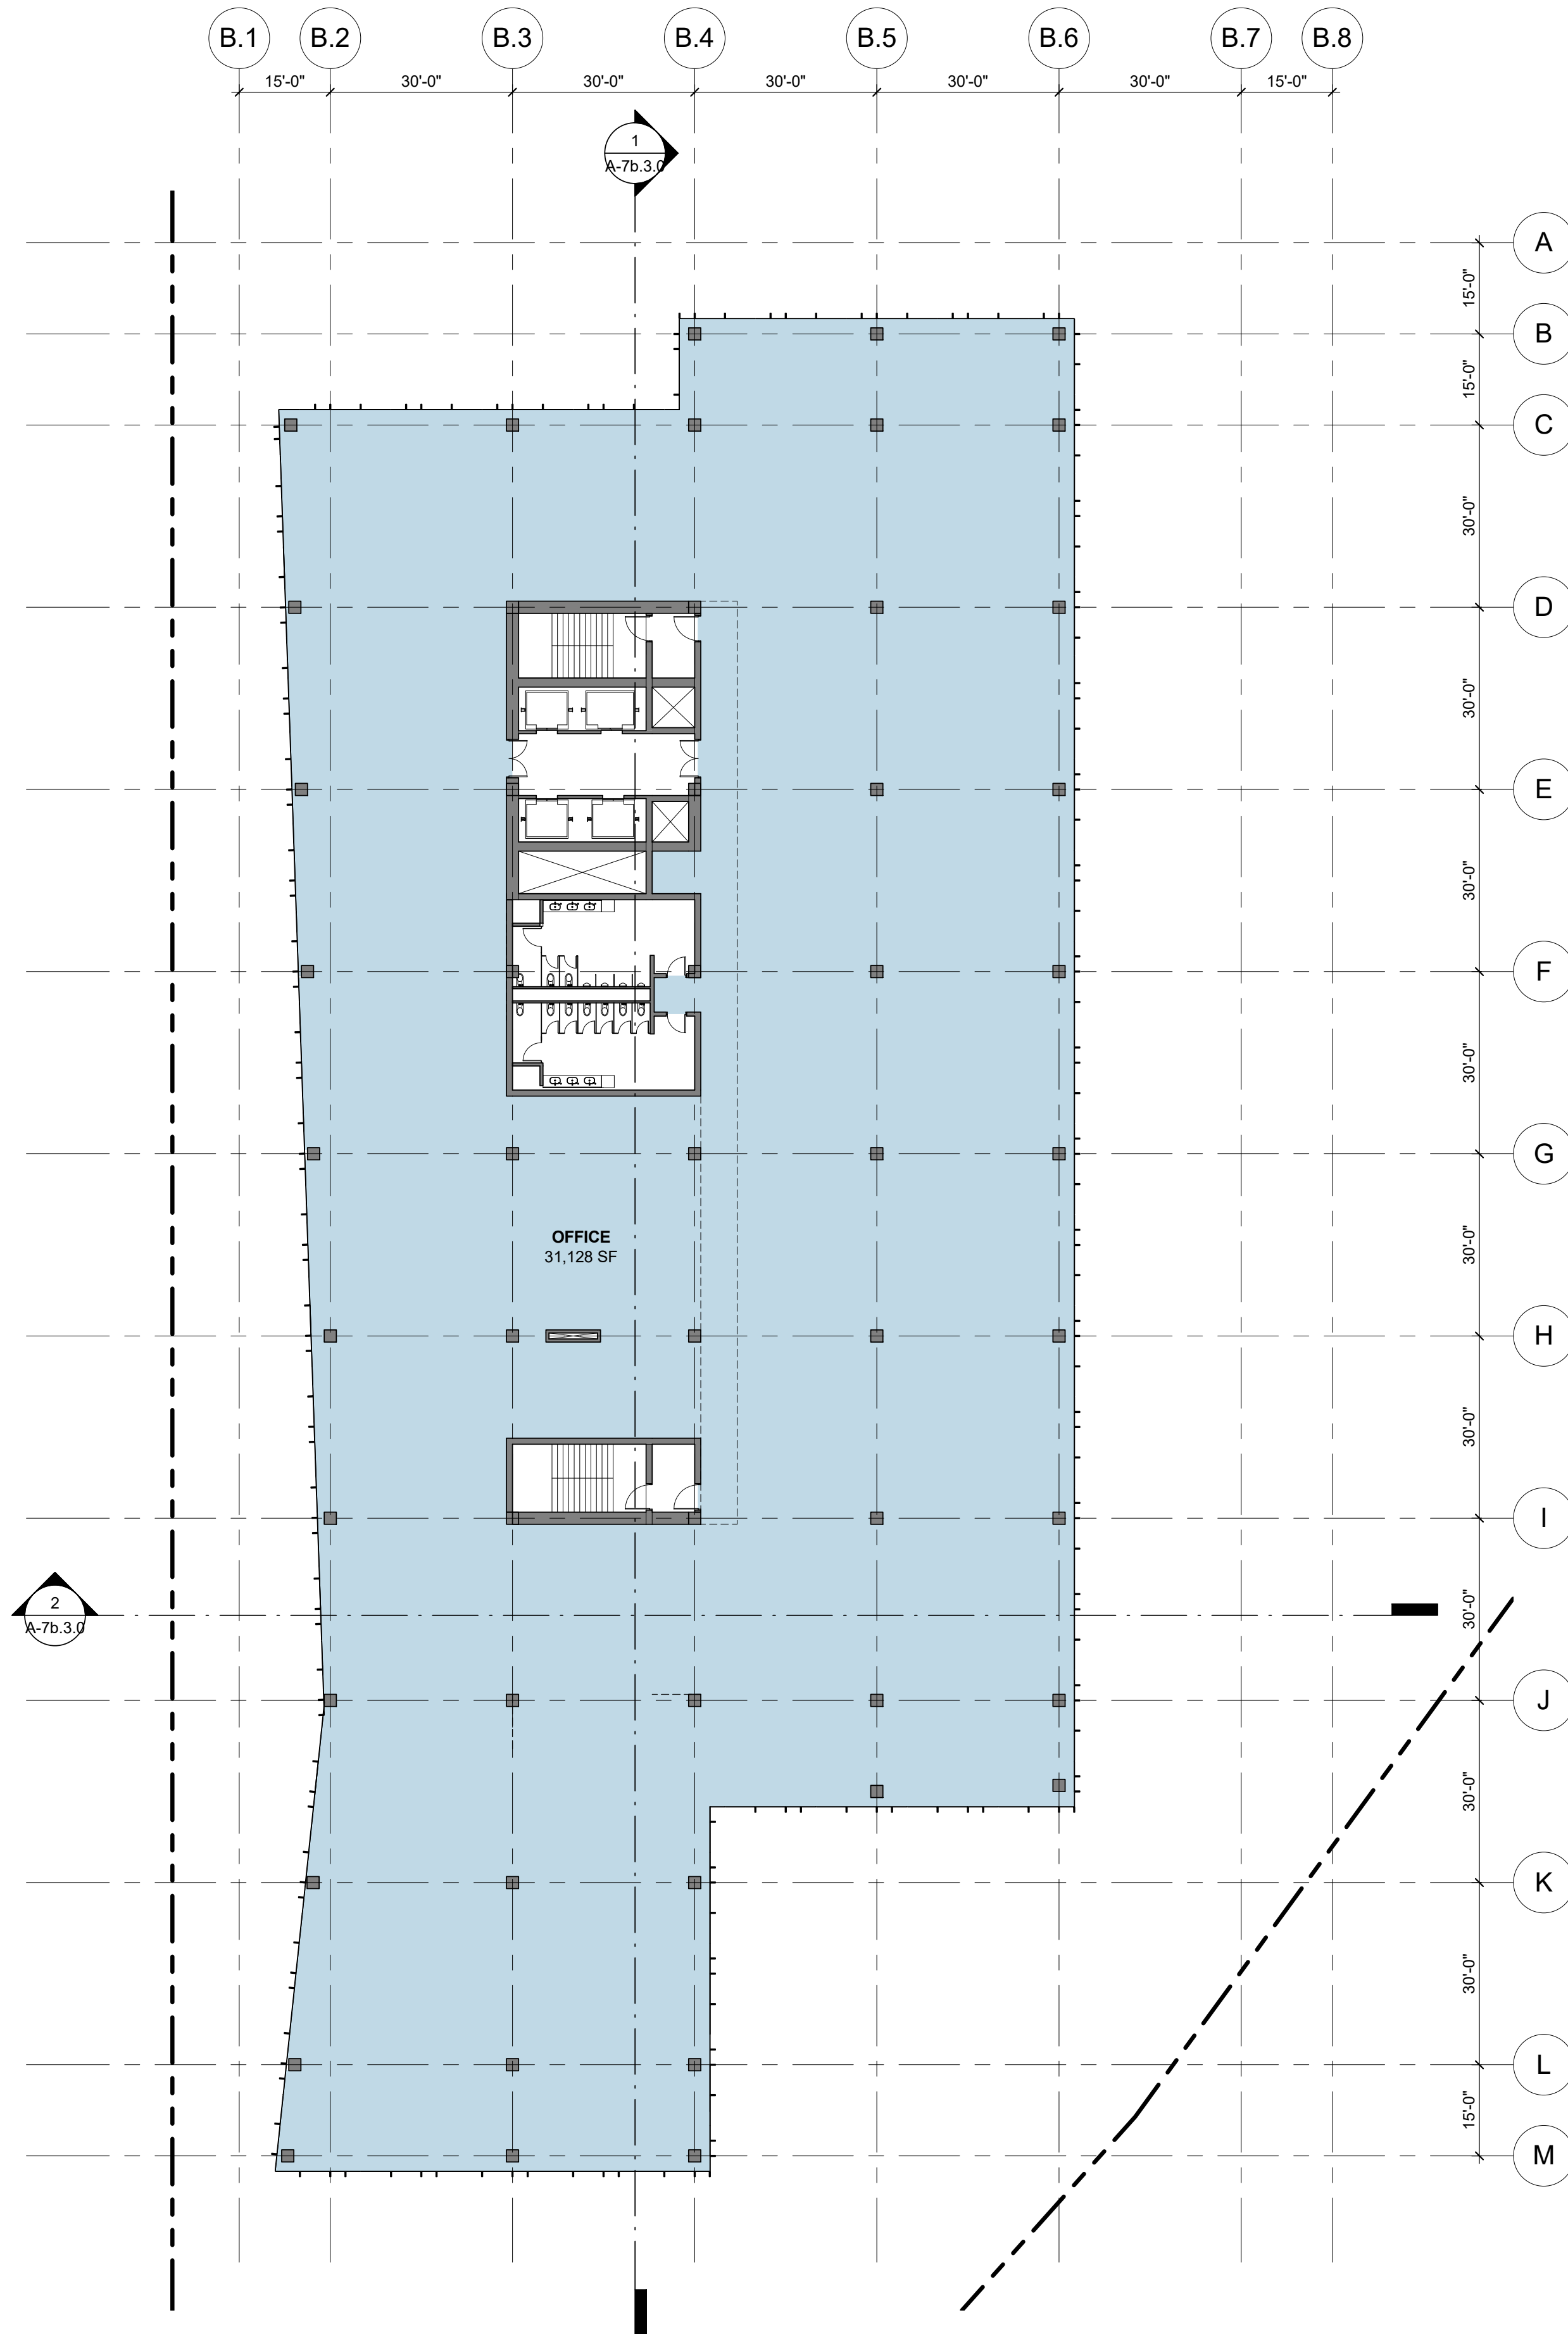 B.1 B.2 B.3 B.4 B.5 B.6 B.7 B.8
15'-0" 30'-0" 30'-0" 30'-0" 30'-0" 30'-0" 15'-0"
1
A-7b.3.0
A
15'-0"
B
15'-0"
C
30'-0"
D
30'-0"
E
30'-0"
F
30'-0"
G
OFFICE
31,128 SF
30'-0"
H
30'-0"
I
2
A-7b.3.0
30'-0"
J
30'-0"
K
30'-0"
L
15'-0"
M